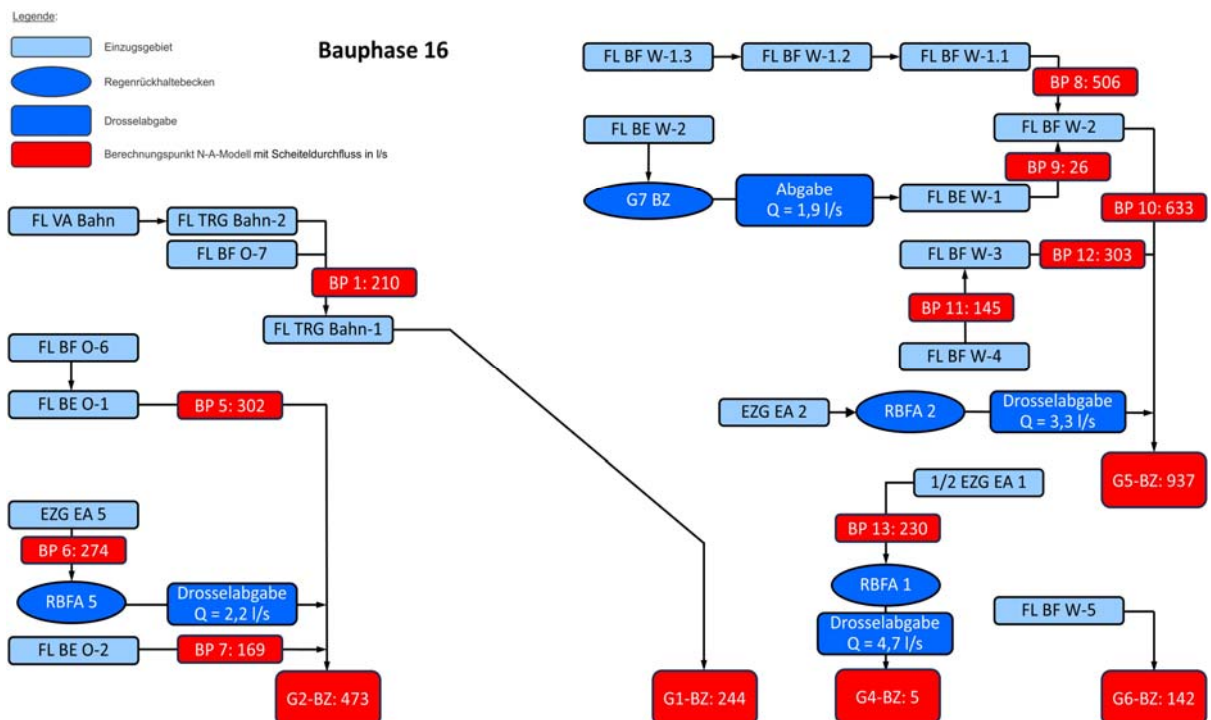 Legende:
Einzugsgebiet
Regenrückhaltebecken
Drosselabgabe
Berechnungspunkt N-A-Modell mit Scheiteldurchfluss in l/s
Bauphase 16
FL VA Bahn
FL TRG Bahn-2
FL BF O-7
BP 1: 210
FL TRG Bahn-1
FL BF O-6
FL BE O-1
BP 5: 302
EZG EA 5
BP 6: 274
RBFA 5
Drosselabgabe
Q = 2,2 l/s
FL BE O-2
BP 7: 169
G2-BZ: 473
G1-BZ: 244
FL BF W-1.3
FL BF W-1.2
FL BF W-1.1
BP 8: 506
FL BE W-2
FL BF W-2
BP 9: 26
G7 BZ
Abgabe
Q = 1,9 l/s
FL BE W-1
BP 10: 633
FL BF W-3
BP 12: 303
BP 11: 145
FL BF W-4
EZG EA 2
RBFA 2
Drosselabgabe
Q = 3,3 l/s
G5-BZ: 937
1/2 EZG EA 1
BP 13: 230
RBFA 1
Drosselabgabe
Q = 4,7 l/s
G4-BZ: 5
FL BF W-5
G6-BZ: 142